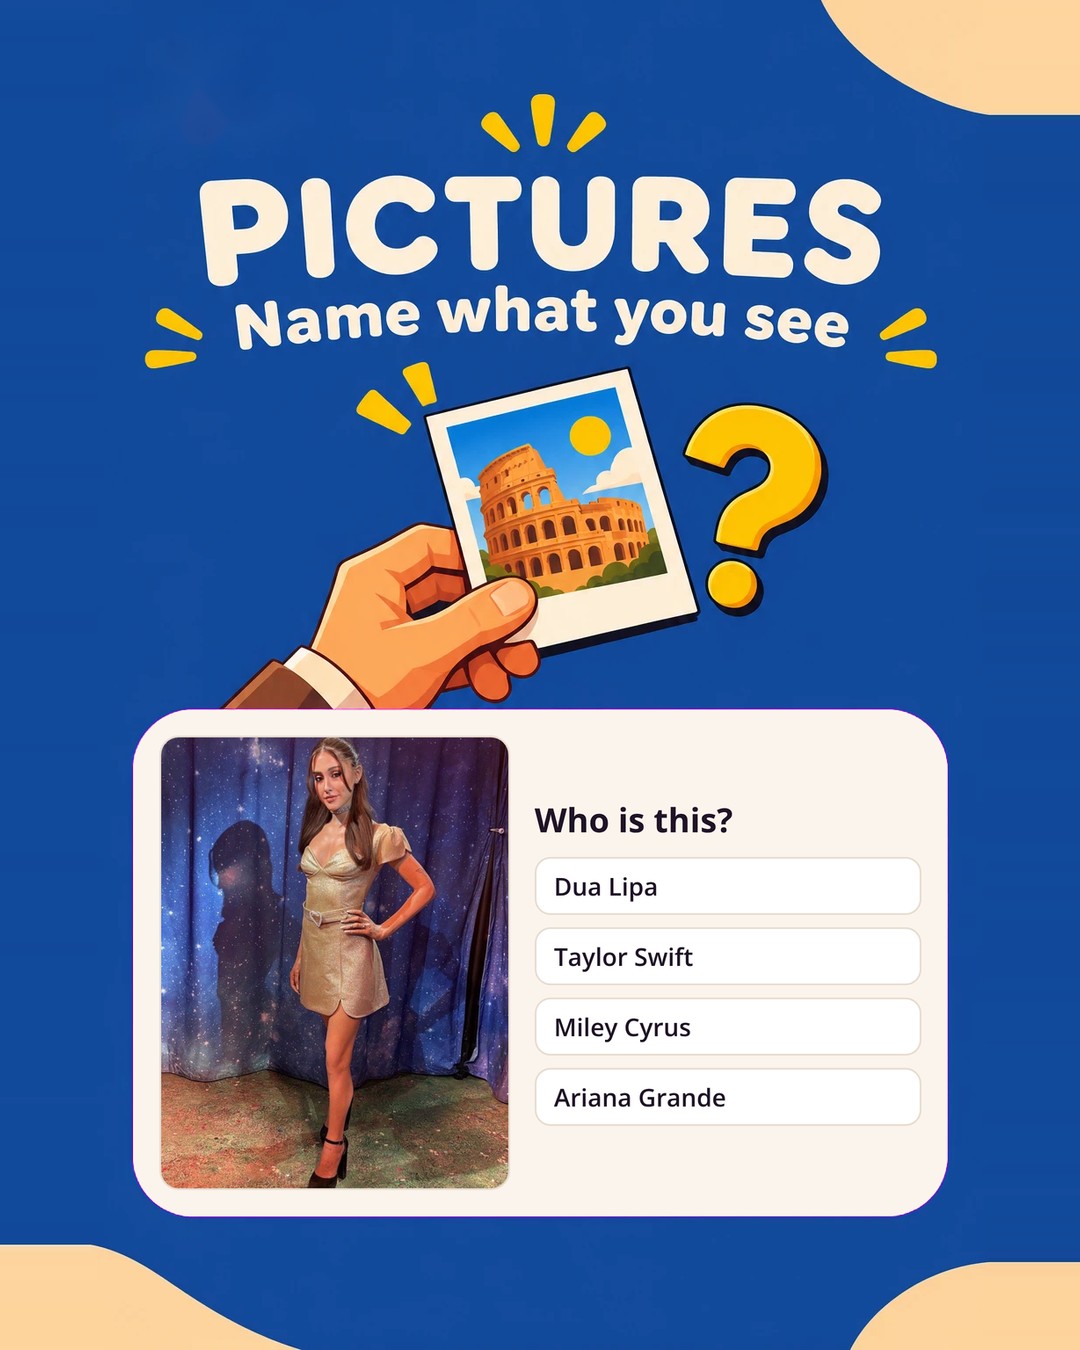 PICTURES
Name what you see
Who is this?
Dua Lipa
Taylor Swift
Miley Cyrus
Ariana Grande